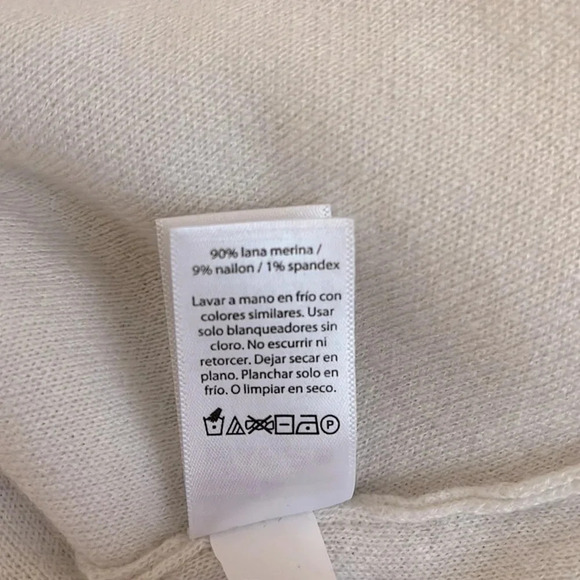 90% lana merina /
9% nailon / 1% spandex
Lavar a mano en frío con
colores similares. Usar
solo blanqueadores sin
cloro. No escurrir ni
retorcer. Dejar secar en
plano. Planchar solo en
frío. O limpiar en seco.
P